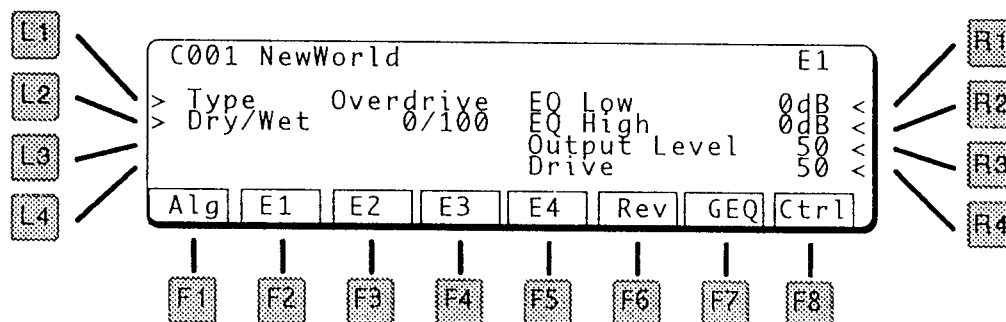 L1
L2
L3
L4
C001 NewWorld E1
> Type Overdrive EQ Low 0dB <
> Dry/Wet 0/100 EQ High 0dB <
Output Level 50 <
Drive 50 <
Alg E1 E2 E3 E4 Rev GEQ Ctrl
F1 F2 F3 F4 F5 F6 F7 F8
R1
R2
R3
R4